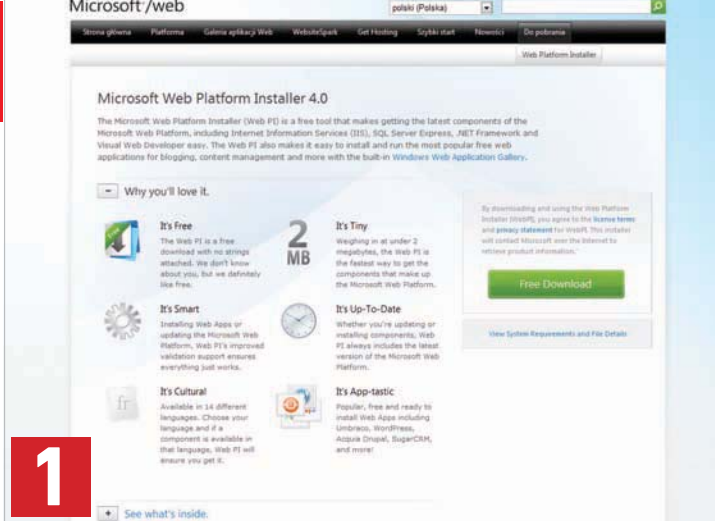 Microsoft /web
polski (Polska)
Strona główna Platforma Galeria aplikacji Web WebsiteSpark Get Hosting Szybki start Nowości Do pobrania
Web Platform Installer
Microsoft Web Platform Installer 4.0
The Microsoft Web Platform Installer (Web PI) is a free tool that makes getting the latest components of the
Microsoft Web Platform, including Internet Information Services (IIS), SQL Server Express, .NET Framework and
Visual Web Developer easy. The Web PI also makes it easy to install and run the most popular free web
applications for blogging, content management and more with the built-in Windows Web Application Gallery.
- Why you'll love it.
It's Free
The Web PI is a free
download with no strings
attached. We don't know
about you, but we definitely
like free.
2
MB
It's Tiny
Weighing in at under 2
megabytes, the Web PI is
the fastest way to get the
components that make up
the Microsoft Web Platform.
It's Smart
Installing Web Apps or
updating the Microsoft Web
Platform, Web PI's improved
validation support ensures
everything just works.
It's Up-To-Date
Whether you're updating or
installing components, Web
PI always includes the latest
version of the Microsoft Web
Platform.
fr
It's Cultural
Available in 14 different
languages. Choose your
language and if a
component is available in
that language, Web PI will
ensure you get it.
It's App-tastic
Popular, free and ready to
install Web Apps including
Umbraco, WordPress,
Acquia Drupal, SugarCRM,
and more!
By downloading and using the Web Platform
Installer (WebPI), you agree to the license terms
and privacy statement for WebPI. This installer
will contact Microsoft over the Internet to
retrieve product information.
Free Download
View System Requirements and File Details
1
+ See what's inside.